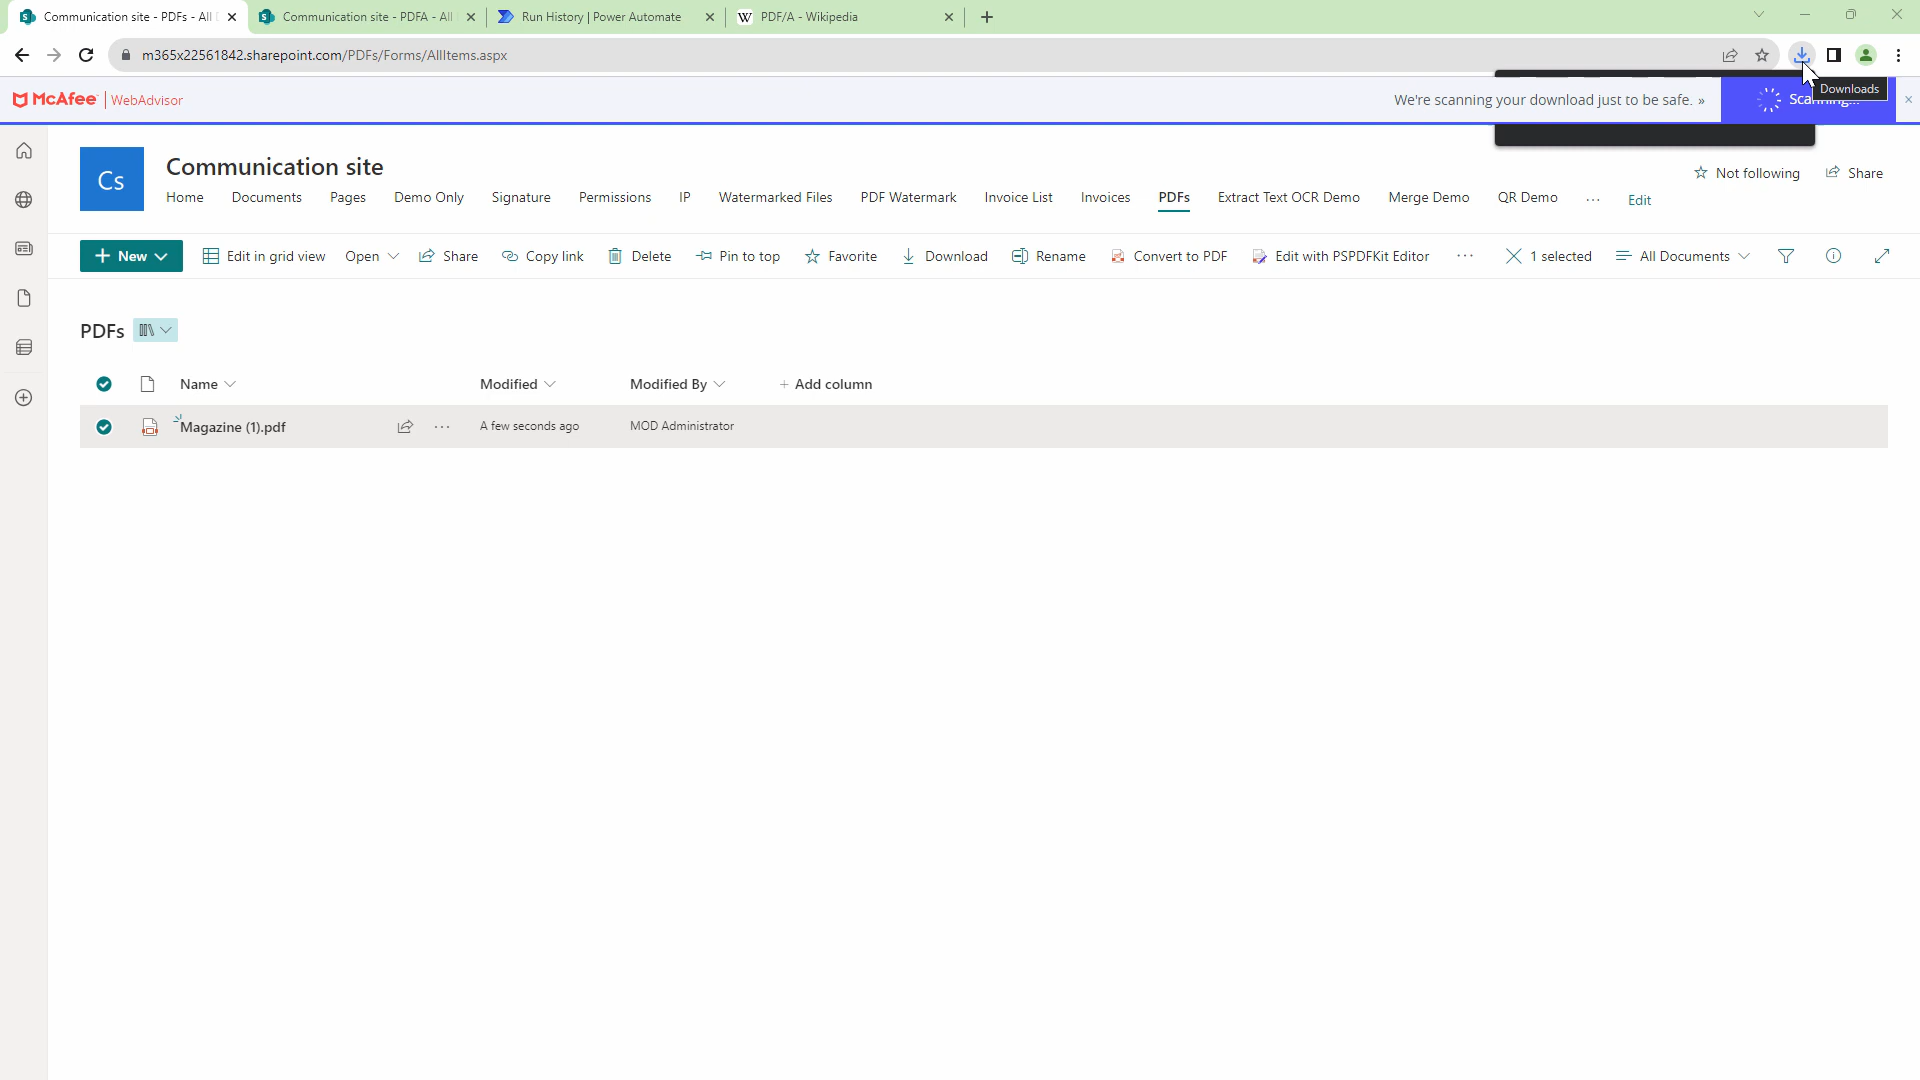 Communication site - PDFs - All
Communication site - PDFA - All
Run History | Power Automate
W PDF/A - Wikipedia
m365x22561842.sharepoint.com/PDFs/Forms/AllItems.aspx
Downloads
McAfee | WebAdvisor
We're scanning your download just to be safe. »
Cs
Communication site
Not following
Share
Home
Documents
Pages
Demo Only
Signature
Permissions
IP
Watermarked Files
PDF Watermark
Invoice List
Invoices
PDFs
Extract Text OCR Demo
Merge Demo
QR Demo
...
Edit
+ New
Edit in grid view
Open
Share
Copy link
Delete
Pin to top
Favorite
Download
Rename
Convert to PDF
Edit with PSPDFKit Editor
...
1 selected
All Documents
PDFs
Name
Modified
Modified By
+ Add column
Magazine (1).pdf
...
A few seconds ago
MOD Administrator